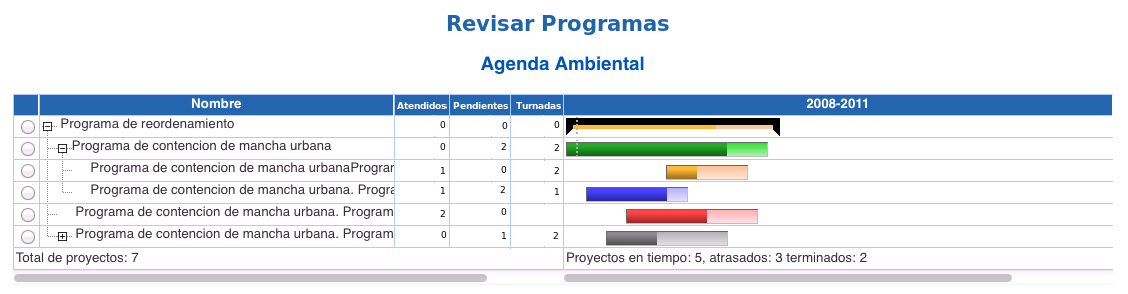 Revisar Programas
Agenda Ambiental
Nombre Atendidos Pendientes Turnadas 2008-2011
Programa de reordenamiento 0 0 0
Programa de contencion de mancha urbana 0 2 2
Programa de contencion de mancha urbanaPrograr 1 0 2
Programa de contencion de mancha urbana. Progra 1 2 1
Programa de contencion de mancha urbana. Program 2 0
Programa de contencion de mancha urbana. Program 0 1 2
Total de proyectos: 7 Proyectos en tiempo: 5, atrasados: 3 terminados: 2